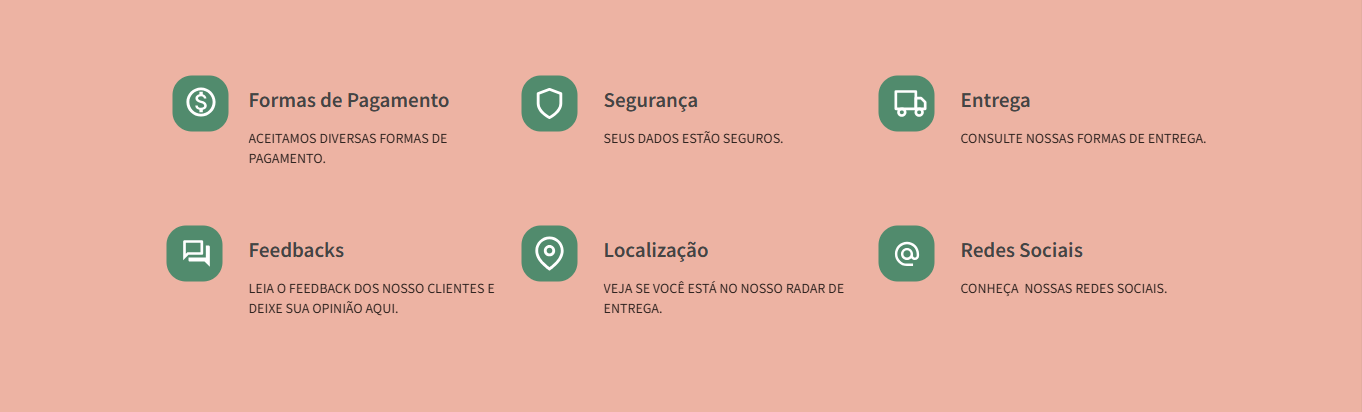 Formas de Pagamento
ACEITAMOS DIVERSAS FORMAS DE
PAGAMENTO.
Segurança
SEUS DADOS ESTÃO SEGUROS.
Entrega
CONSULTE NOSSAS FORMAS DE ENTREGA.
Feedbacks
LEIA O FEEDBACK DOS NOSSO CLIENTES E
DEIXE SUA OPINIÃO AQUI.
Localização
VEJA SE VOCÊ ESTÁ NO NOSSO RADAR DE
ENTREGA.
Redes Sociais
CONHEÇA  NOSSAS REDES SOCIAIS.